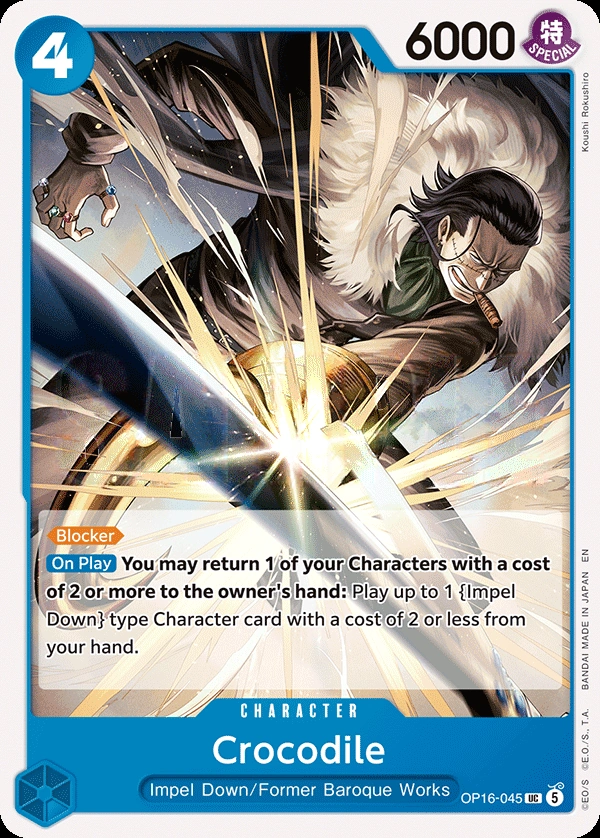 4
6000
特
SPECIAL
Koushi Rokushiro
Blocker
On Play You may return 1 of your Characters with a cost
of 2 or more to the owner's hand: Play up to 1 {Impel
Down} type Character card with a cost of 2 or less from
your hand.
CHARACTER
Crocodile
Impel Down/Former Baroque Works
OP16-045 UC 5
©E.O/S ©E.O./S., T.A. BANDAI MADE IN JAPAN EN